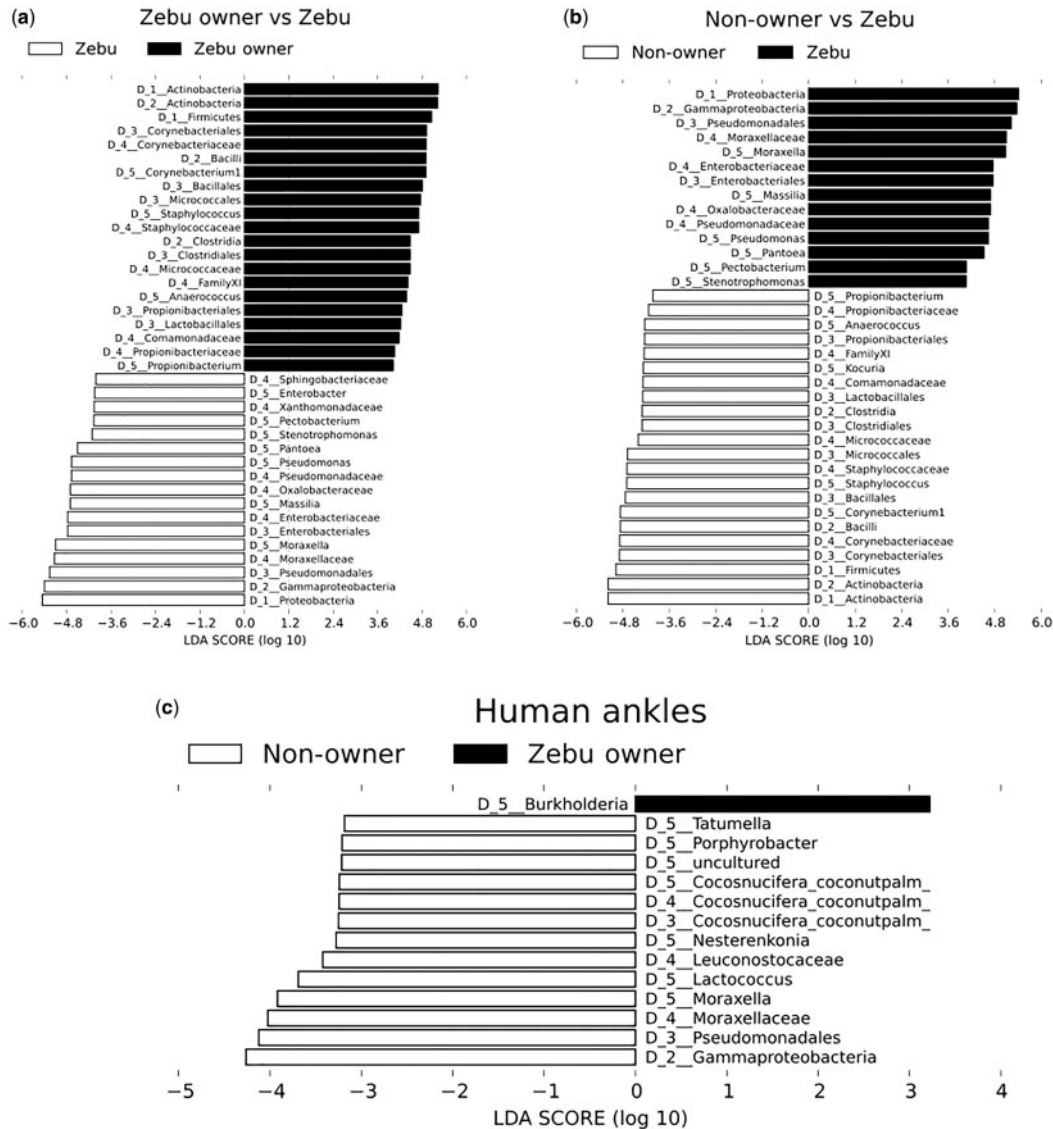 (a)
Zebu owner vs Zebu
Zebu Zebu owner
D_1__Actinobacteria
D_2__Actinobacteria
D_1__Firmicutes
D_3__Corynebacteriales
D_4__Corynebacteriaceae
D_2__Bacilli
D_5__Corynebacterium1
D_3__Bacillales
D_3__Micrococcales
D_5__Staphylococcus
D_4__Staphylococcaceae
D_2__Clostridia
D_3__Clostridiales
D_4__Micrococcaceae
D_4__FamilyXI
D_5__Anaerococcus
D_3__Propionibacteriales
D_3__Lactobacillales
D_4__Comamonadaceae
D_4__Propionibacteriaceae
D_5__Propionibacterium
D_4__Sphingobacteriaceae
D_5__Enterobacter
D_4__Xanthomonadaceae
D_5__Pectobacterium
D_5__Stenotrophomonas
D_5__Pantoea
D_5__Pseudomonas
D_4__Pseudomonadaceae
D_4__Oxalobacteraceae
D_5__Massilia
D_4__Enterobacteriaceae
D_3__Enterobacteriales
D_5__Moraxella
D_4__Moraxellaceae
D_3__Pseudomonadales
D_2__Gammaproteobacteria
D_1__Proteobacteria
−6.0 −4.8 −3.6 −2.4 −1.2 0.0 1.2 2.4 3.6 4.8 6.0
LDA SCORE (log 10)
(b)
Non-owner vs Zebu
Non-owner Zebu
D_1__Proteobacteria
D_2__Gammaproteobacteria
D_3__Pseudomonadales
D_4__Moraxellaceae
D_5__Moraxella
D_4__Enterobacteriaceae
D_3__Enterobacteriales
D_5__Massilia
D_4__Oxalobacteraceae
D_4__Pseudomonadaceae
D_5__Pseudomonas
D_5__Pantoea
D_5__Pectobacterium
D_5__Stenotrophomonas
D_5__Propionibacterium
D_4__Propionibacteriaceae
D_5__Anaerococcus
D_3__Propionibacteriales
D_4__FamilyXI
D_5__Kocuria
D_4__Comamonadaceae
D_3__Lactobacillales
D_2__Clostridia
D_3__Clostridiales
D_4__Micrococcaceae
D_3__Micrococcales
D_4__Staphylococcaceae
D_5__Staphylococcus
D_3__Bacillales
D_5__Corynebacterium1
D_2__Bacilli
D_4__Corynebacteriaceae
D_3__Corynebacteriales
D_1__Firmicutes
D_2__Actinobacteria
D_1__Actinobacteria
−6.0 −4.8 −3.6 −2.4 −1.2 0.0 1.2 2.4 3.6 4.8 6.0
LDA SCORE (log 10)
(c)
Human ankles
Non-owner Zebu owner
D_5__Burkholderia
D_5__Tatumella
D_5__Porphyrobacter
D_5__uncultured
D_5__Cocosnucifera_coconutpalm_
D_4__Cocosnucifera_coconutpalm_
D_3__Cocosnucifera_coconutpalm_
D_5__Nesterenkonia
D_4__Leuconostocaceae
D_5__Lactococcus
D_5__Moraxella
D_4__Moraxellaceae
D_3__Pseudomonadales
D_2__Gammaproteobacteria
−5 −4 −3 −2 −1 0 1 2 3 4
LDA SCORE (log 10)